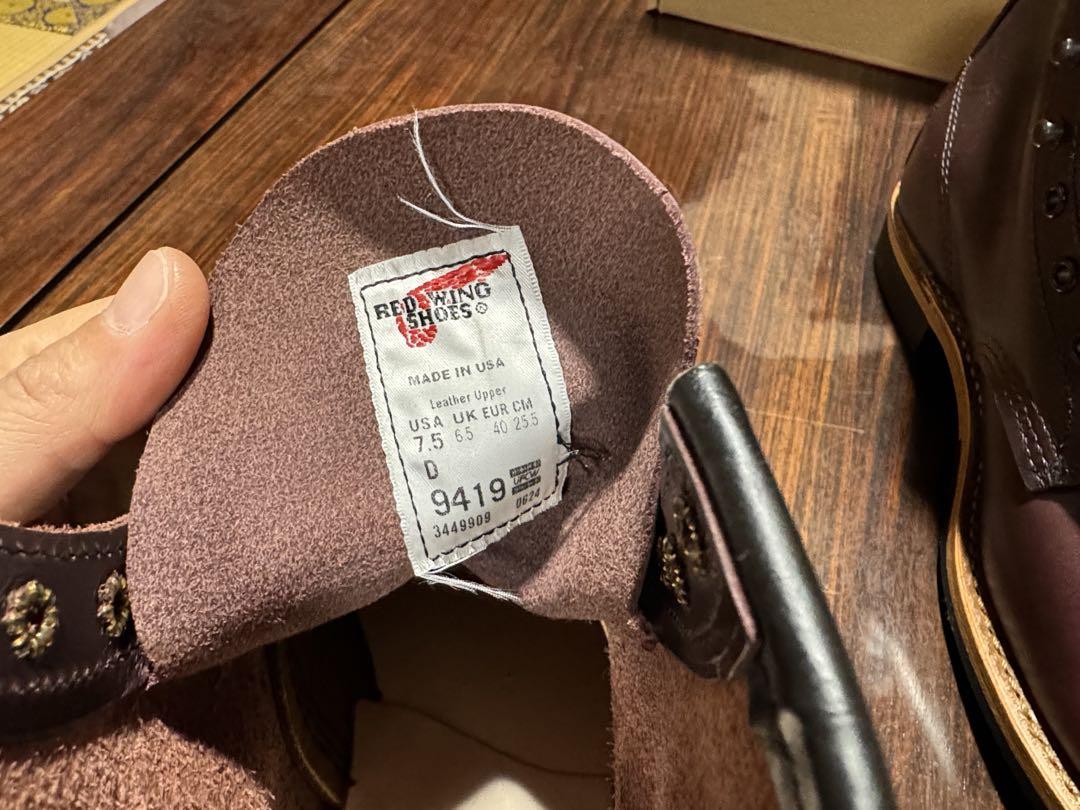 RED WING
SHOES®
MADE IN USA
Leather Upper
USA UK EUR CM
7.5 6.5 40 25.5
D
9419 UFCW
3449909 0624